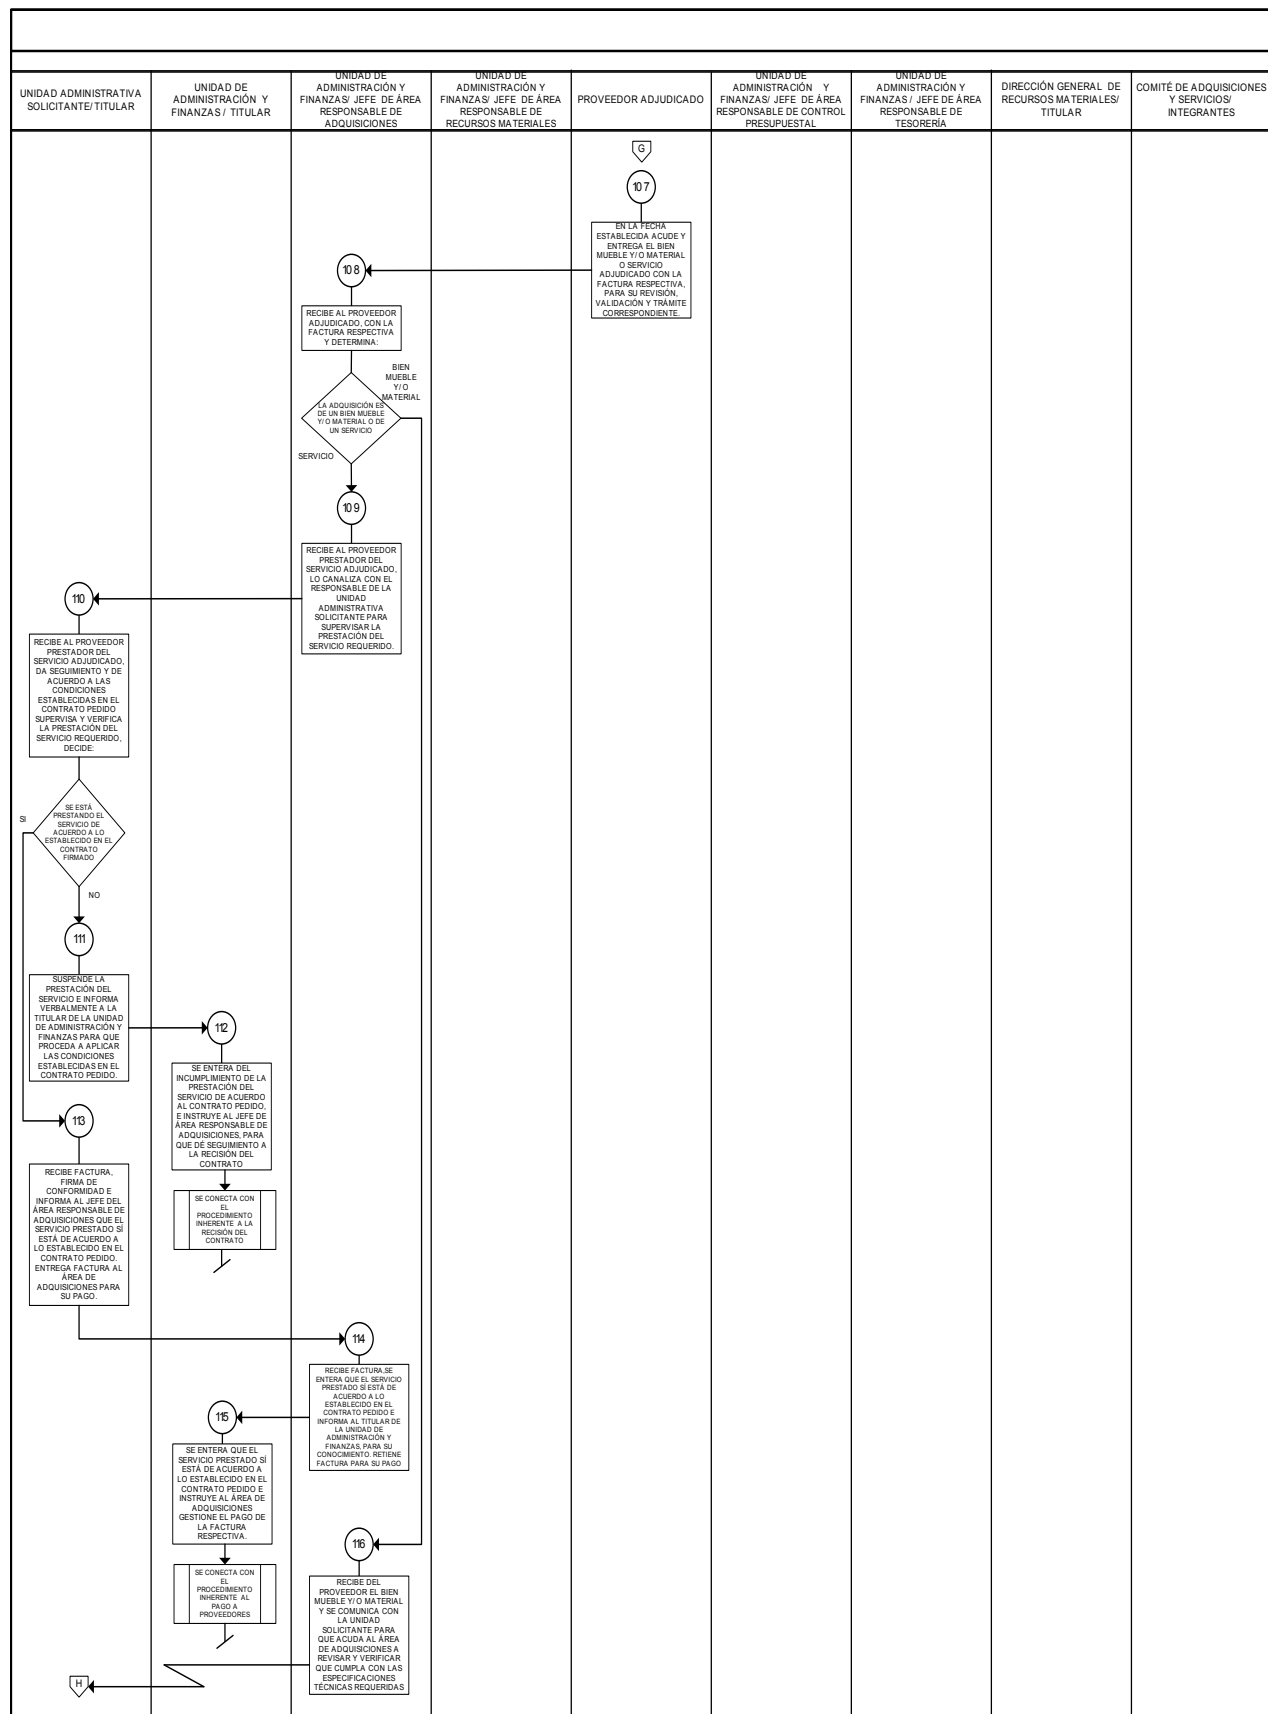 UNIDAD ADMINISTRATIVA
SOLICITANTE/TITULAR
UNIDAD DE
ADMINISTRACIÓN Y
FINANZAS / TITULAR
UNIDAD DE
ADMINISTRACIÓN Y
FINANZAS/ JEFE DE ÁREA
RESPONSABLE DE
ADQUISICIONES
UNIDAD DE
ADMINISTRACIÓN Y
FINANZAS/ JEFE DE ÁREA
RESPONSABLE DE
RECURSOS MATERIALES
PROVEEDOR ADJUDICADO
UNIDAD DE
ADMINISTRACIÓN Y
FINANZAS/ JEFE DE ÁREA
RESPONSABLE DE CONTROL
PRESUPUESTAL
UNIDAD DE
ADMINISTRACIÓN Y
FINANZAS / JEFE DE ÁREA
RESPONSABLE DE
TESORERÍA
DIRECCIÓN GENERAL DE
RECURSOS MATERIALES/
TITULAR
COMITÉ DE ADQUISICIONES
Y SERVICIOS/
INTEGRANTES
G
107
EN LA FECHA
ESTABLECIDA ACUDE Y
ENTREGA EL BIEN
MUEBLE Y/O MATERIAL
O SERVICIO
ADJUDICADO CON LA
FACTURA RESPECTIVA,
PARA SU REVISIÓN,
VALIDACIÓN Y TRÁMITE
CORRESPONDIENTE.
108
RECIBE AL PROVEEDOR
ADJUDICADO, CON LA
FACTURA RESPECTIVA
Y DETERMINA:
BIEN
MUEBLE
Y/O
MATERIAL
LA ADQUISICIÓN ES
DE UN BIEN MUEBLE
Y/O MATERIAL O DE
UN SERVICIO
SERVICIO
109
RECIBE AL PROVEEDOR
PRESTADOR DEL
SERVICIO ADJUDICADO,
LO CANALIZA CON EL
RESPONSABLE DE LA
UNIDAD
ADMINISTRATIVA
SOLICITANTE PARA
SUPERVISAR LA
PRESTACIÓN DEL
SERVICIO REQUERIDO.
110
RECIBE AL PROVEEDOR
PRESTADOR DEL
SERVICIO ADJUDICADO,
DA SEGUIMIENTO Y DE
ACUERDO A LAS
CONDICIONES
ESTABLECIDAS EN EL
CONTRATO PEDIDO
SUPERVISA Y VERIFICA
LA PRESTACIÓN DEL
SERVICIO REQUERIDO,
DECIDE:
SE ESTÁ
PRESTANDO EL
SERVICIO DE
ACUERDO A LO
ESTABLECIDO EN EL
CONTRATO
FIRMADO
SI
NO
111
SUSPENDE LA
PRESTACIÓN DEL
SERVICIO E INFORMA
VERBALMENTE A LA
TITULAR DE LA UNIDAD
DE ADMINISTRACIÓN Y
FINANZAS PARA QUE
PROCEDA A APLICAR
LAS CONDICIONES
ESTABLECIDAS EN EL
CONTRATO PEDIDO.
112
SE ENTERA DEL
INCUMPLIMIENTO DE LA
PRESTACIÓN DEL
SERVICIO DE ACUERDO
AL CONTRATO PEDIDO,
E INSTRUYE AL JEFE DE
ÁREA RESPONSABLE DE
ADQUISICIONES, PARA
QUE DÉ SEGUIMIENTO A
LA RECISIÓN DEL
CONTRATO
SE CONECTA CON
EL
PROCEDIMIENTO
INHERENTE A LA
RECISIÓN DEL
CONTRATO
113
RECIBE FACTURA,
FIRMA DE
CONFORMIDAD E
INFORMA AL JEFE DEL
ÁREA RESPONSABLE DE
ADQUISICIONES QUE EL
SERVICIO PRESTADO SÍ
ESTÁ DE ACUERDO A
LO ESTABLECIDO EN EL
CONTRATO PEDIDO.
ENTREGA FACTURA AL
ÁREA DE
ADQUISICIONES PARA
SU PAGO.
114
RECIBE FACTURA,SE
ENTERA QUE EL SERVICIO
PRESTADO SÍ ESTÁ DE
ACUERDO A LO
ESTABLECIDO EN EL
CONTRATO PEDIDO E
INFORMA AL TITULAR DE
LA UNIDAD DE
ADMINISTRACIÓN Y
FINANZAS, PARA SU
CONOCIMIENTO. RETIENE
FACTURA PARA SU PAGO
115
SE ENTERA QUE EL
SERVICIO PRESTADO SÍ
ESTÁ DE ACUERDO A
LO ESTABLECIDO EN EL
CONTRATO PEDIDO E
INSTRUYE AL ÁREA DE
ADQUISICIONES
GESTIONE EL PAGO DE
LA FACTURA
RESPECTIVA.
SE CONECTA CON
EL
PROCEDIMIENTO
INHERENTE AL
PAGO A
PROVEEDORES
116
RECIBE DEL
PROVEEDOR EL BIEN
MUEBLE Y/O MATERIAL
Y SE COMUNICA CON
LA UNIDAD
SOLICITANTE PARA
QUE ACUDA AL ÁREA
DE ADQUISICIONES A
REVISAR Y VERIFICAR
QUE CUMPLA CON LAS
ESPECIFICACIONES
TÉCNICAS REQUERIDAS
H